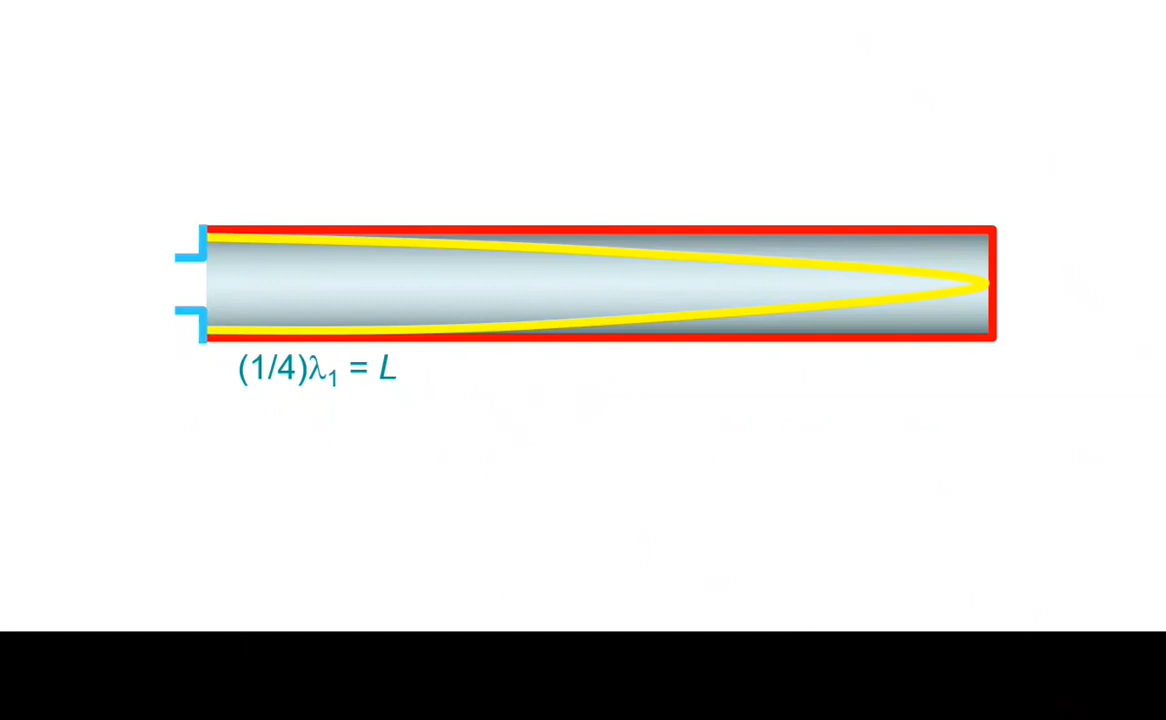 (1/4)λ₁ = L